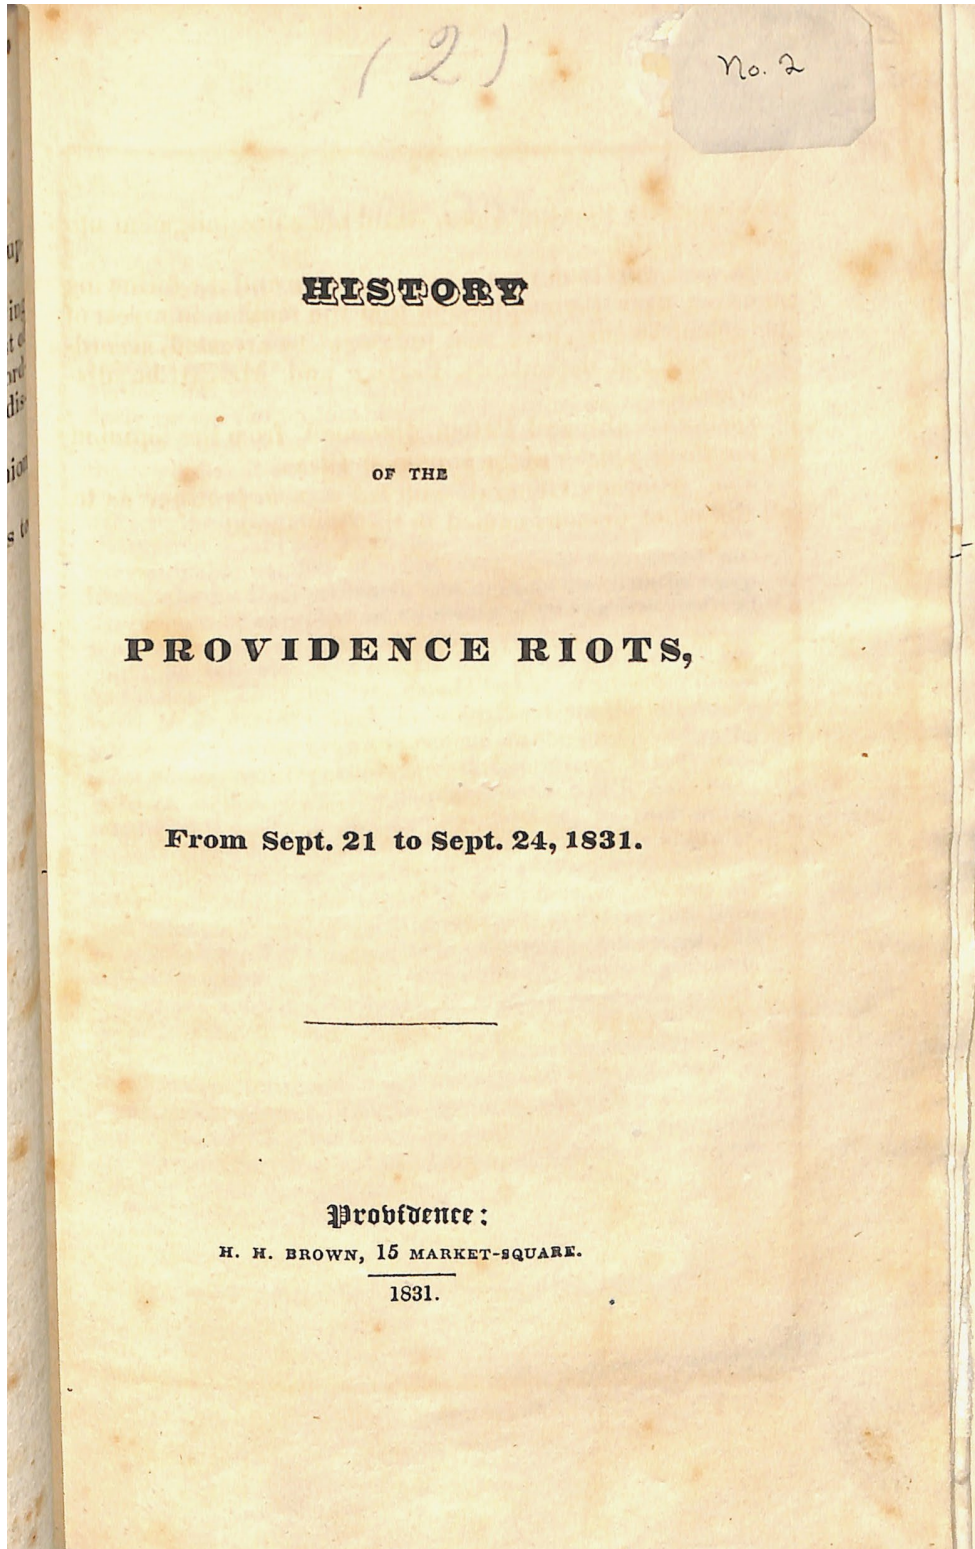 (2)
No. 2
HISTORY
OF THE
PROVIDENCE RIOTS,
From Sept. 21 to Sept. 24, 1831.
Providence:
H. H. BROWN, 15 MARKET-SQUARE.
1831.